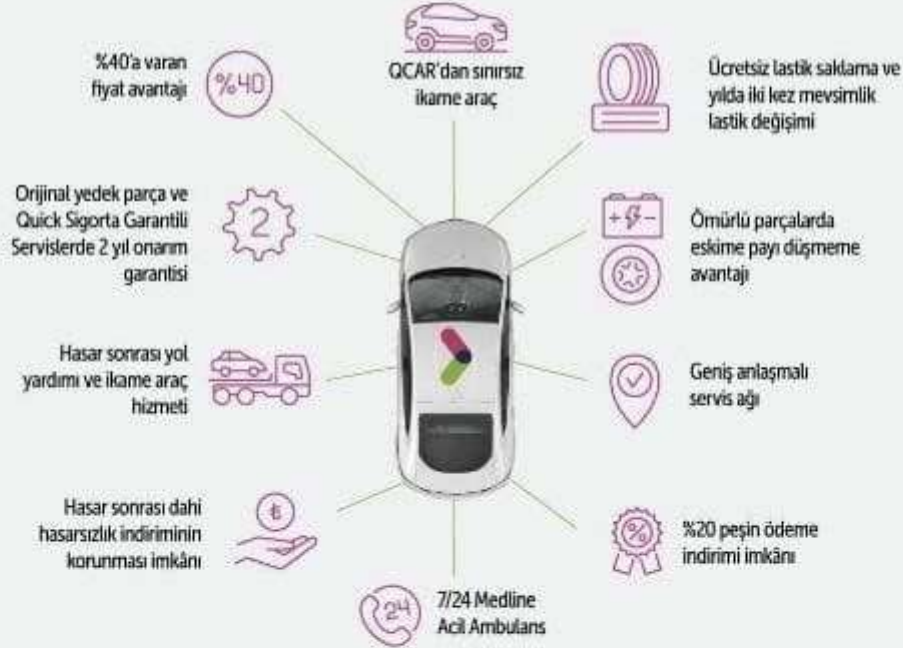 %40'a varan
fiyat avantajı
%40
QCAR'dan sınırsız
ikame araç
Ücretsiz lastik saklama ve
yılda iki kez mevsimlik
lastik değişimi
Orijinal yedek parça ve
Quick Sigorta Garantili
Servislerde 2 yıl onarım
garantisi
2
+ -
Ömürlü parçalarda
eskime payı düşmeme
avantajı
Hasar sonrası yol
yardımı ve ikame araç
hizmeti
Geniş anlaşmalı
servis ağı
Hasar sonrası dahi
hasarsızlık indiriminin
korunması imkânı
₺
%
%20 peşin ödeme
indirimi imkânı
24
7/24 Medline
Acil Ambulans